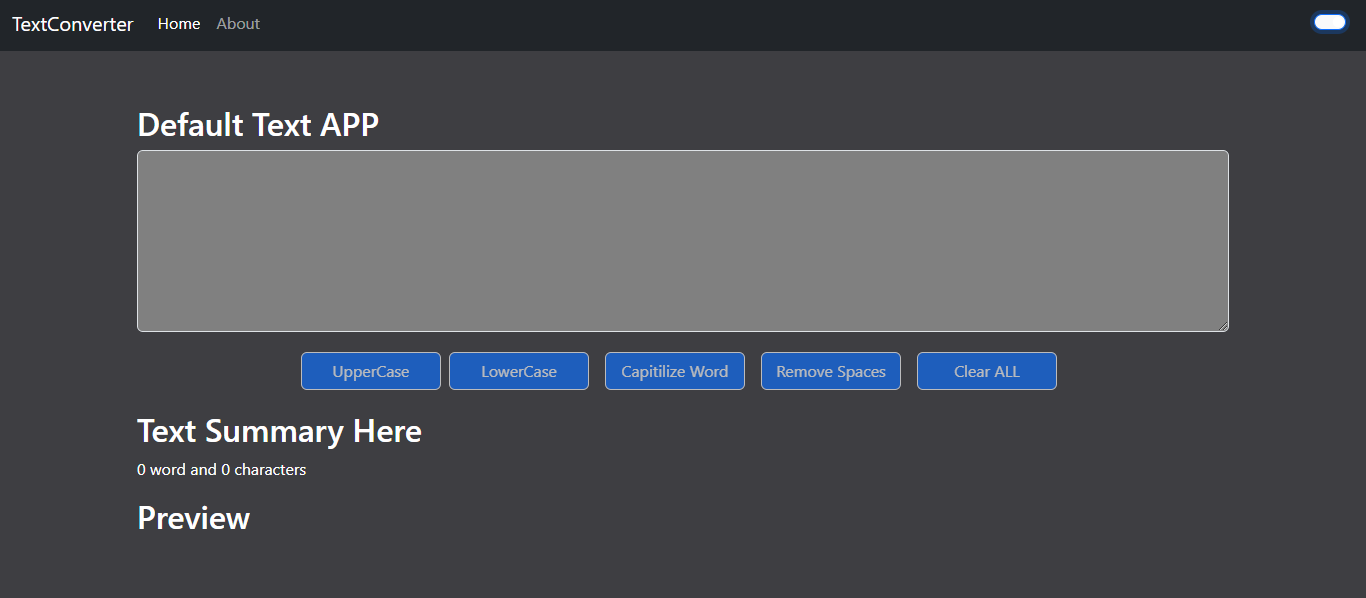 TextConverter Home About
Default Text APP
UpperCase LowerCase Capitilize Word Remove Spaces Clear ALL
Text Summary Here
0 word and 0 characters
Preview